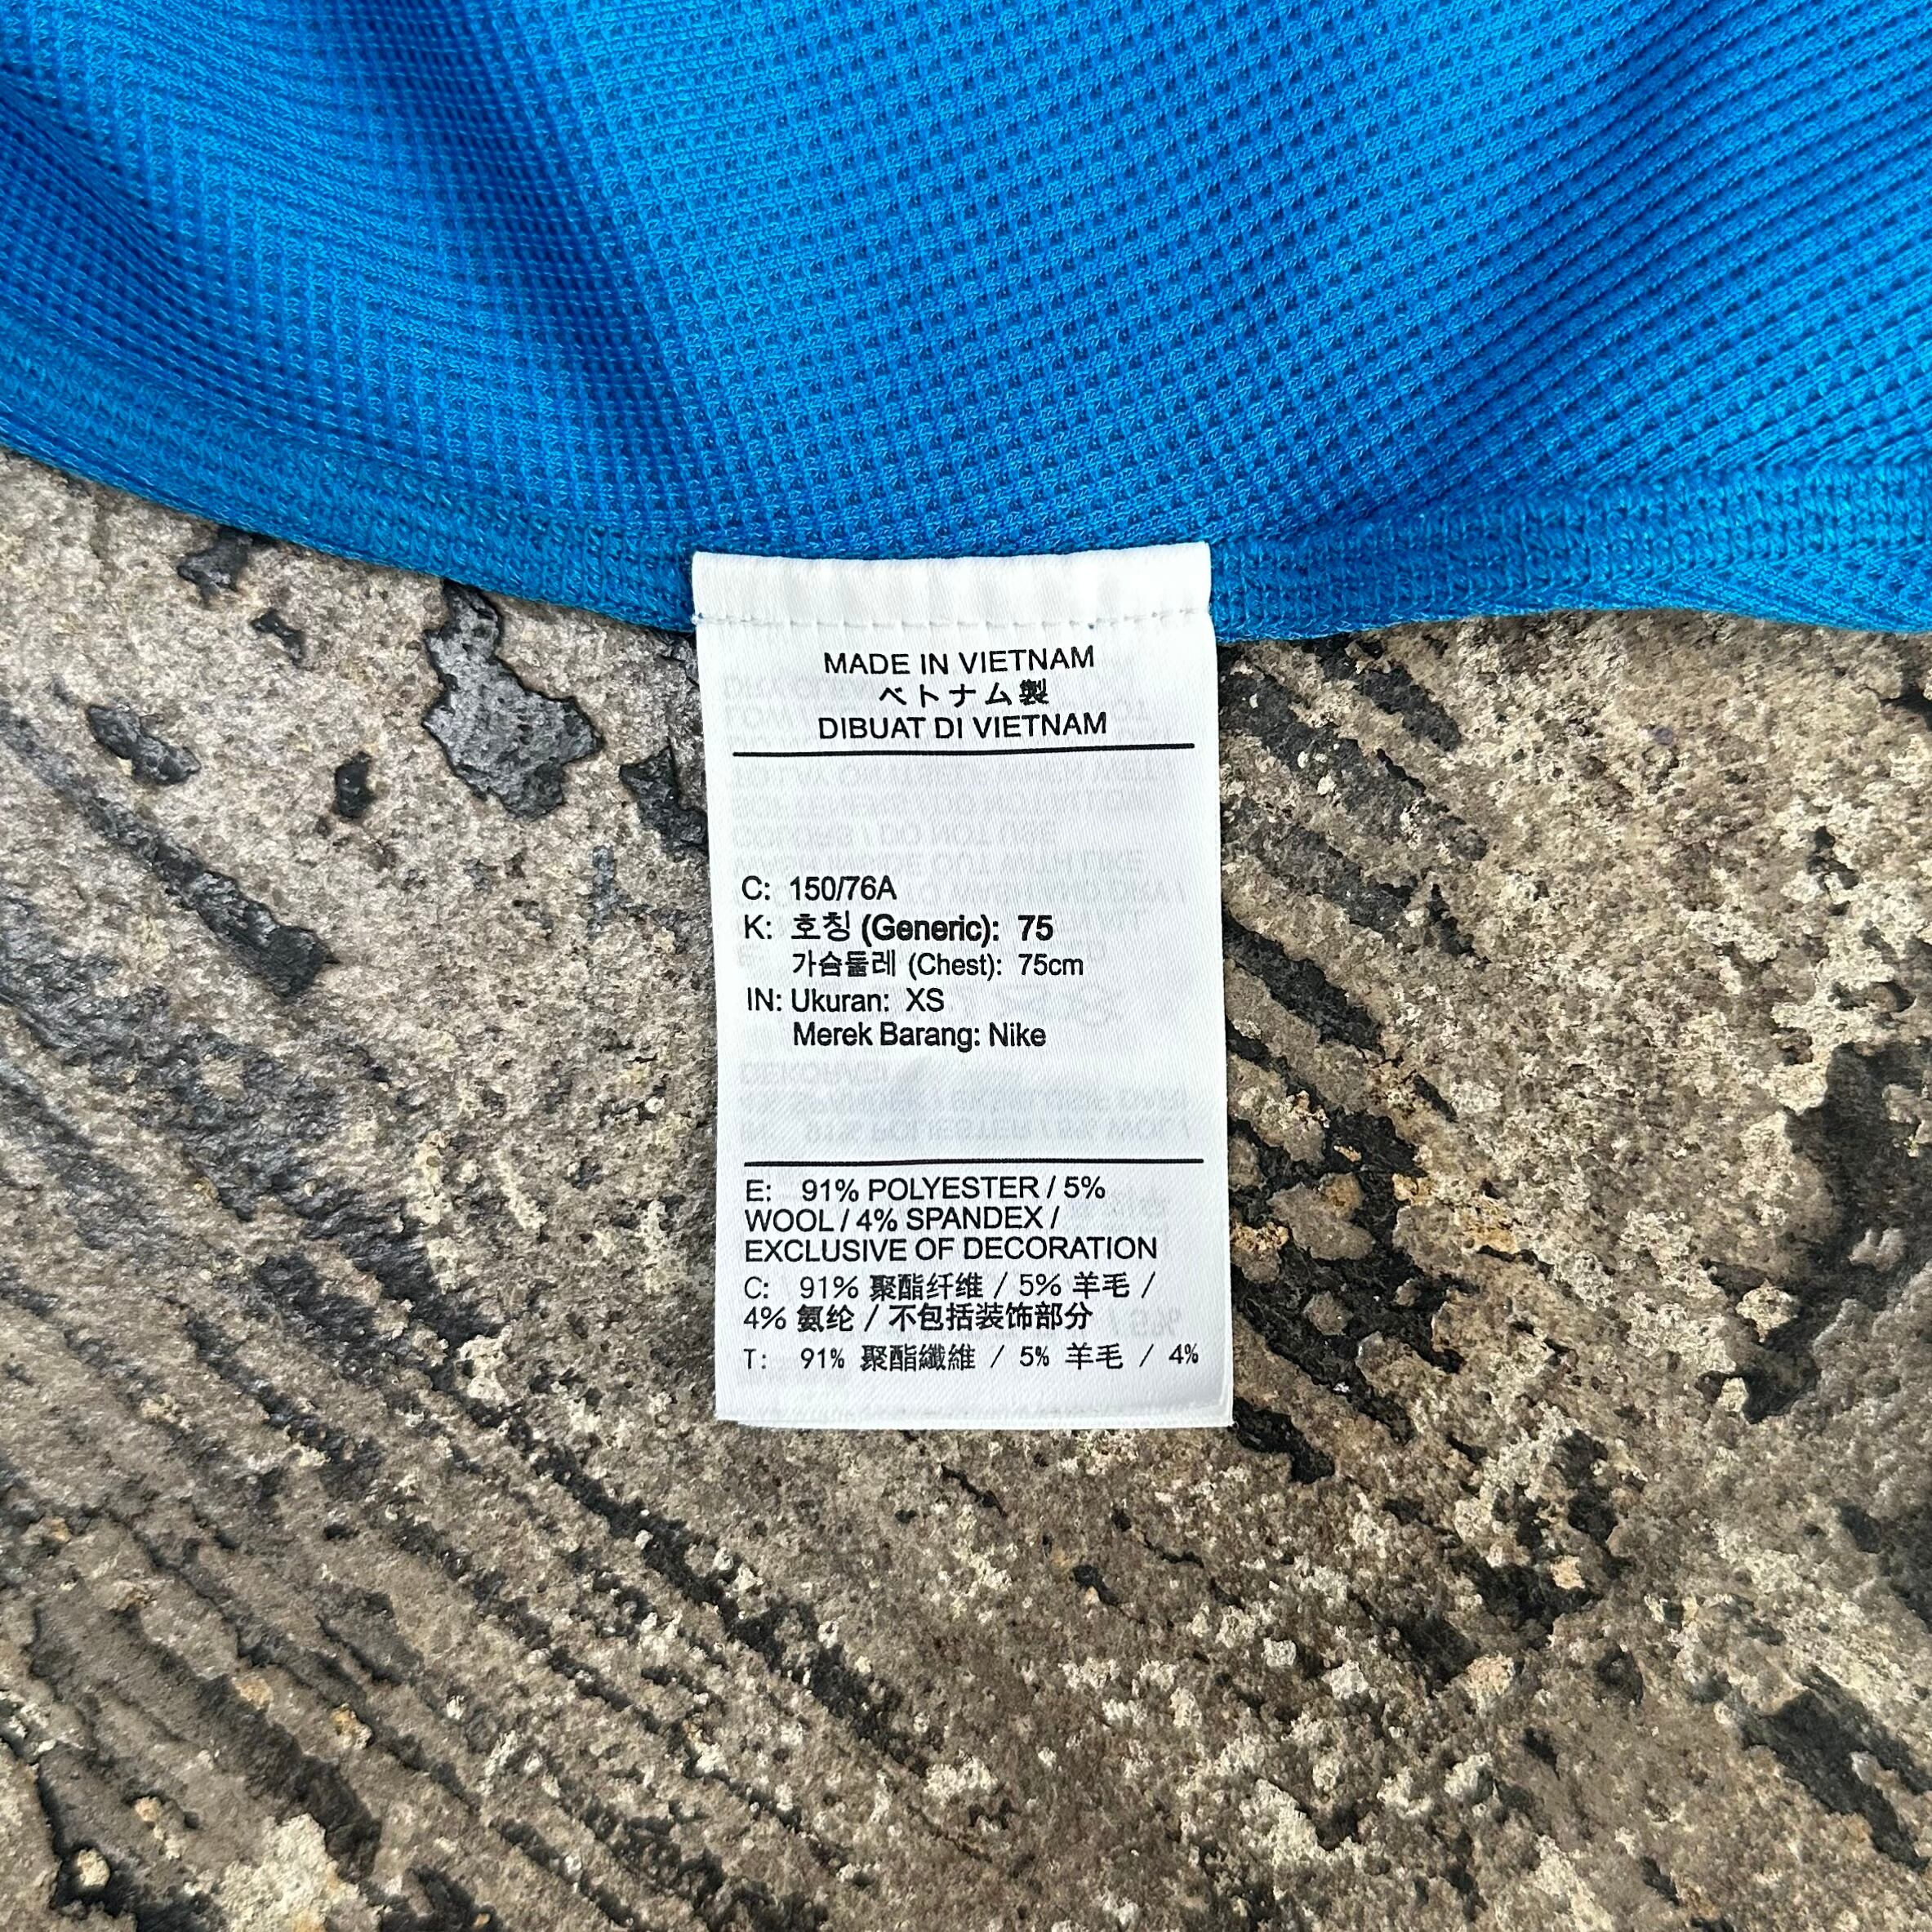 MADE IN VIETNAM
ベトナム製
DIBUAT DI VIETNAM
C: 150/76A
K: 호칭 (Generic): 75
가슴둘레 (Chest): 75cm
IN: Ukuran: XS
Merek Barang: Nike
E: 91% POLYESTER / 5%
WOOL / 4% SPANDEX /
EXCLUSIVE OF DECORATION
C: 91% 聚酯纤维 / 5% 羊毛 /
4% 氨纶 / 不包括装饰部分
T: 91% 聚酯纖維 / 5% 羊毛 / 4%